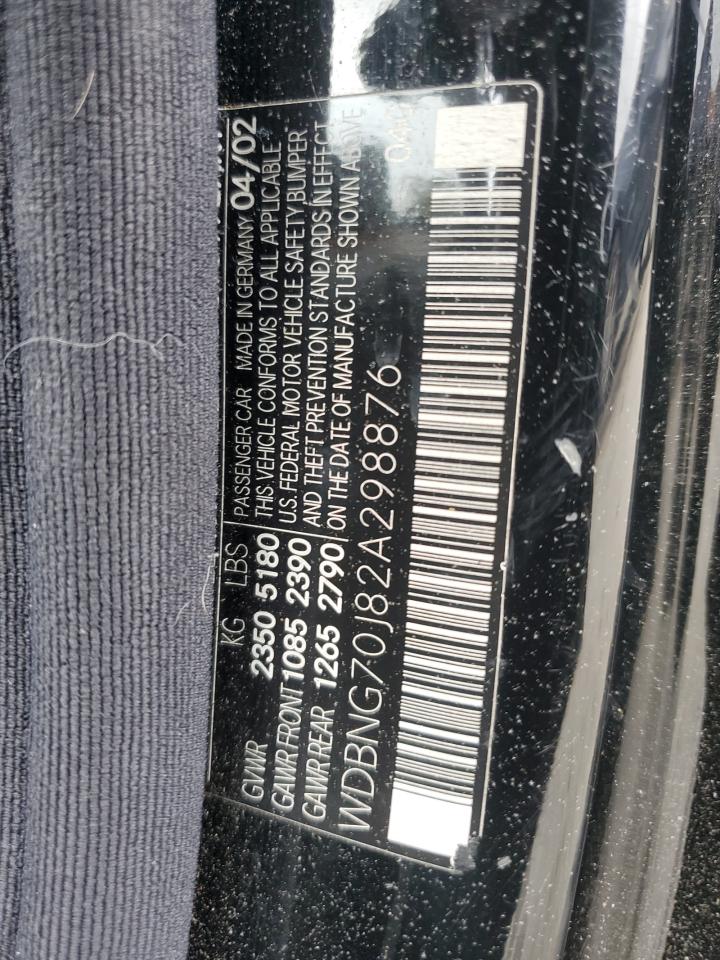 KG LBS
GVWR 2350 5180
GAWR FRONT 1085 2390
GAWR REAR 1265 2790
PASSENGER CAR MADE IN GERMANY 04/02
THIS VEHICLE CONFORMS TO ALL APPLICABLE
U.S. FEDERAL MOTOR VEHICLE SAFETY BUMPER
AND THEFT PREVENTION STANDARDS IN EFFECT
ON THE DATE OF MANUFACTURE SHOWN ABOVE
WDBNG70J82A298876